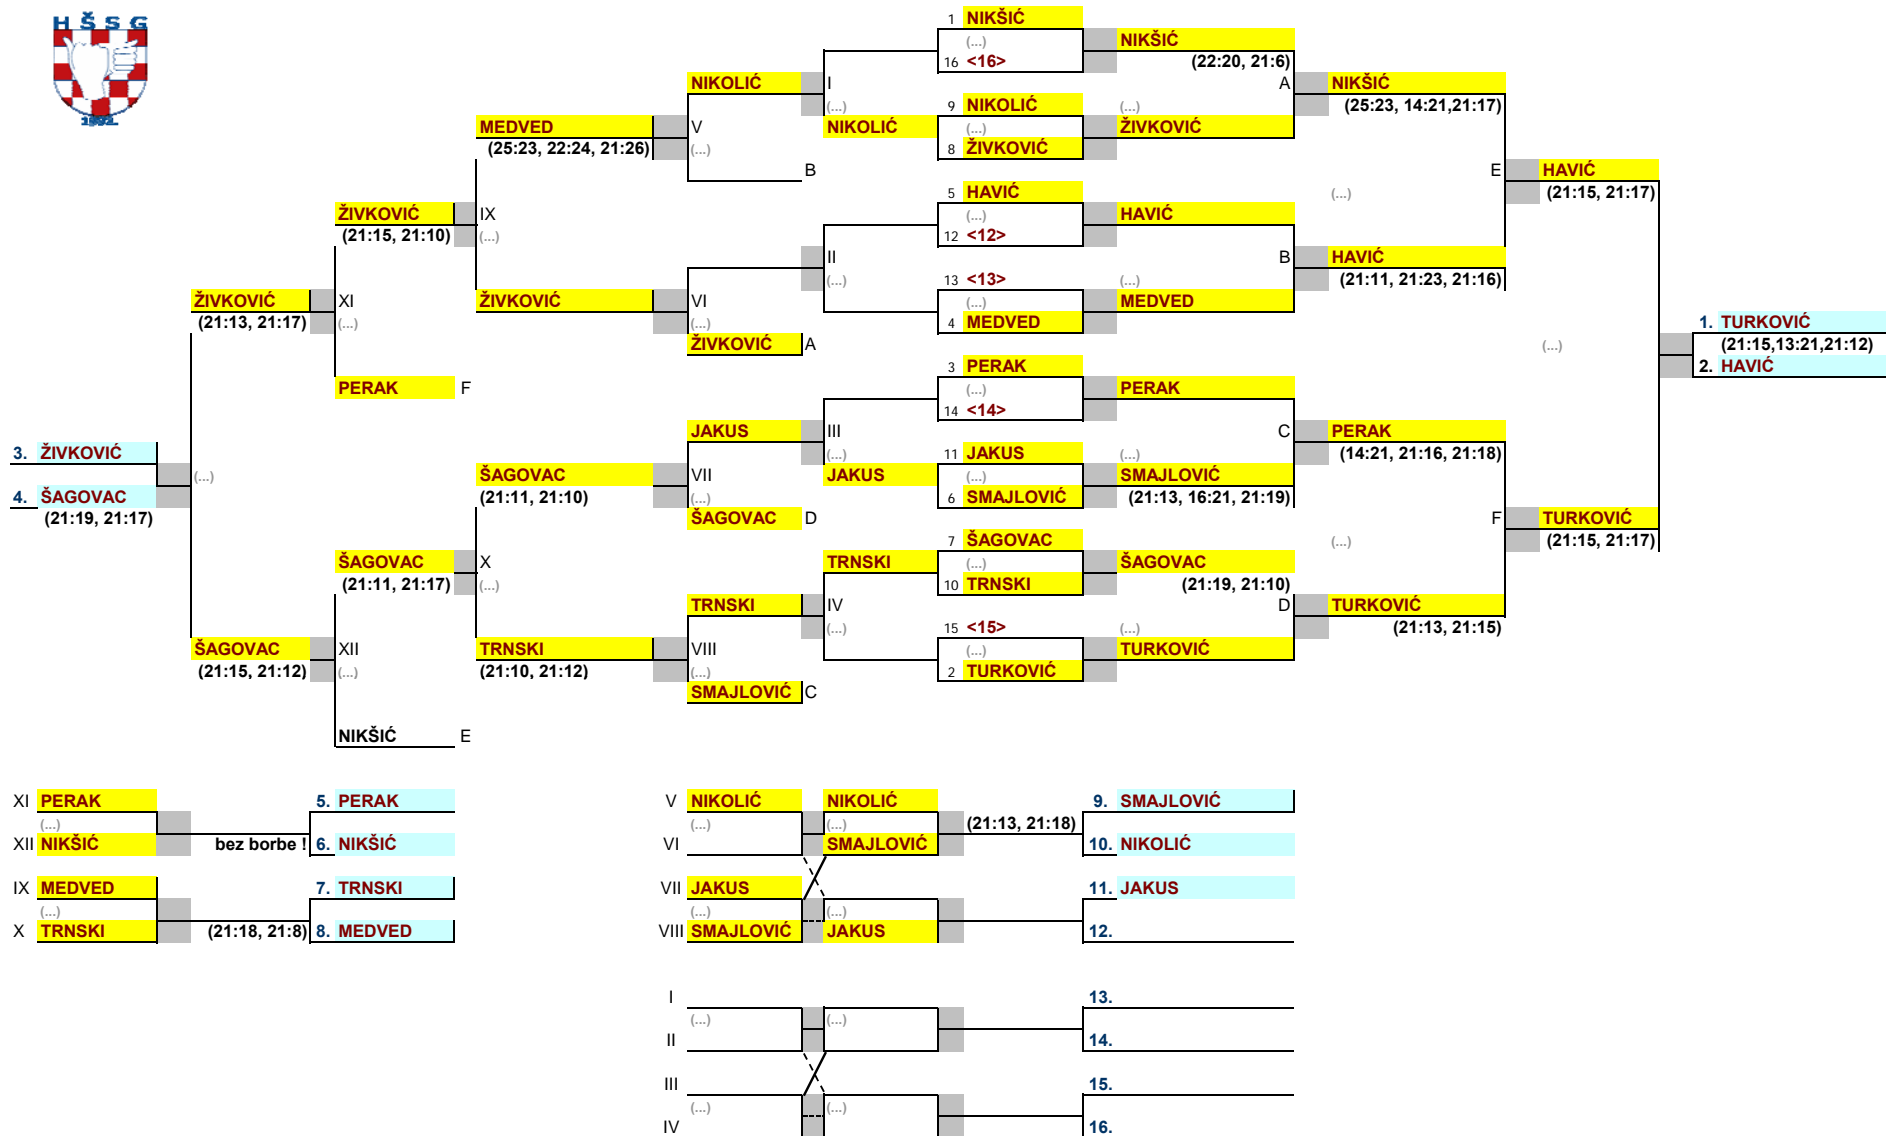 HŠSG
1992.
1 NIKŠIĆ
(...)
16 <16>
NIKŠIĆ
(22:20, 21:6)
NIKOLIĆ
I
(...)
A
NIKŠIĆ
(25:23, 14:21,21:17)
9 NIKOLIĆ
(...)
8 ŽIVKOVIĆ
NIKOLIĆ
(...)
ŽIVKOVIĆ
MEDVED
(25:23, 22:24, 21:26)
V
(...)
B
E
HAVIĆ
(21:15, 21:17)
(...)
5 HAVIĆ
(...)
12 <12>
HAVIĆ
ŽIVKOVIĆ
(21:15, 21:10)
IX
(...)
II
(...)
B
HAVIĆ
(21:11, 21:23, 21:16)
13 <13>
(...)
4 MEDVED
(...)
MEDVED
ŽIVKOVIĆ
(21:13, 21:17)
XI
(...)
ŽIVKOVIĆ
VI
(...)
ŽIVKOVIĆ A
1. TURKOVIĆ
(21:15,13:21,21:12)
2. HAVIĆ
(...)
3 PERAK
(...)
14 <14>
PERAK
PERAK F
JAKUS
III
(...)
C
PERAK
(14:21, 21:16, 21:18)
3. ŽIVKOVIĆ
(...)
4. ŠAGOVAC
(21:19, 21:17)
11 JAKUS
(...)
6 SMAJLOVIĆ
JAKUS
(...)
SMAJLOVIĆ
(21:13, 16:21, 21:19)
ŠAGOVAC
(21:11, 21:10)
VII
(...)
ŠAGOVAC D
F
TURKOVIĆ
(21:15, 21:17)
(...)
7 ŠAGOVAC
(...)
10 TRNSKI
ŠAGOVAC
(21:19, 21:10)
ŠAGOVAC
(21:11, 21:17)
X
(...)
TRNSKI
TRNSKI
IV
(...)
D
TURKOVIĆ
(21:13, 21:15)
15 <15>
(...)
2 TURKOVIĆ
(...)
TURKOVIĆ
ŠAGOVAC
(21:15, 21:12)
XII
(...)
TRNSKI
(21:10, 21:12)
VIII
(...)
SMAJLOVIĆ C
NIKŠIĆ E
XI PERAK
(...)
XII NIKŠIĆ
bez borbe !
5. PERAK
6. NIKŠIĆ
IX MEDVED
(...)
X TRNSKI
(21:18, 21:8)
7. TRNSKI
8. MEDVED
V NIKOLIĆ
(...)
VI
NIKOLIĆ
(...)
SMAJLOVIĆ
(21:13, 21:18)
9. SMAJLOVIĆ
10. NIKOLIĆ
VII JAKUS
(...)
VIII SMAJLOVIĆ
(...)
JAKUS
11. JAKUS
12.
I
(...)
II
(...)
13.
14.
III
(...)
IV
(...)
15.
16.